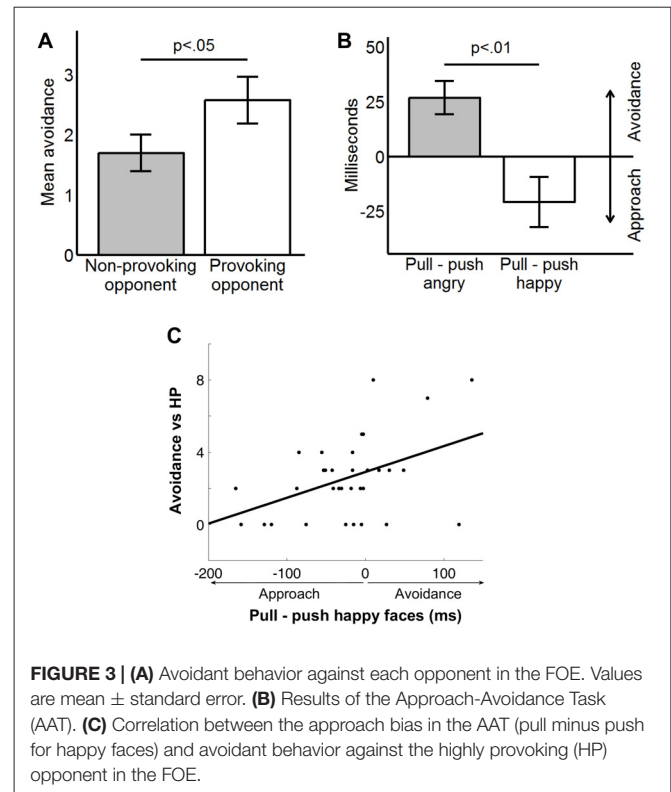 A
p<.05
Mean avoidance
3
2
1
0
Non-provoking
opponent
Provoking
opponent
B
p<.01
Milliseconds
50
25
0
-25
Avoidance
Approach
Pull - push
angry
Pull - push
happy
C
Avoidance vs HP
8
4
0
-200
-100
0
100
Approach
Avoidance
Pull - push happy faces (ms)
FIGURE 3 | (A) Avoidant behavior against each opponent in the FOE. Values
are mean ± standard error. (B) Results of the Approach-Avoidance Task
(AAT). (C) Correlation between the approach bias in the AAT (pull minus push
for happy faces) and avoidant behavior against the highly provoking (HP)
opponent in the FOE.